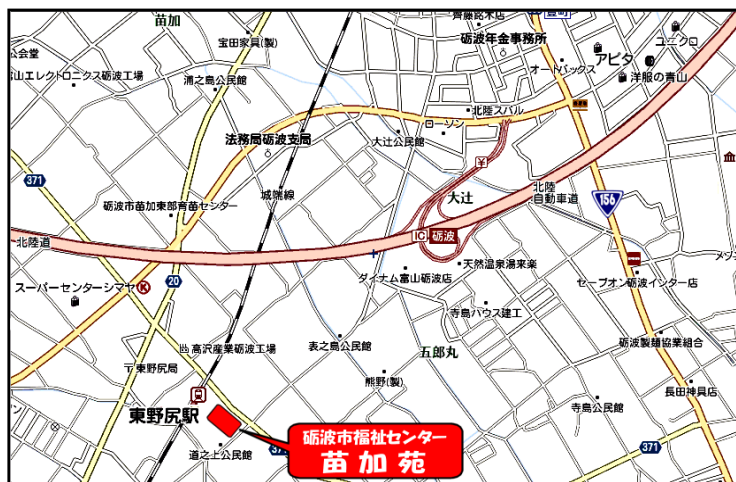 苗加
齊藤銘木店
宝田家具(製)
砺波年金事務所
ユニクロ
アピタ
オートバックス
洋服の青山
山エレクトロニクス砺波工場
浦之島公館
北陸スバル
ローソン
法務局砺波支局
大辻公民館
371
城端線
大辻
北陸
自動車道
156
砺波市苗加東部育苗センター
北陸道
IC
砺波
天然温泉湯来楽
ダイナム富山砺波店
セーブオン砺波インター店
20
スーパーセンターシマヤ
K
寺島ハウス建工
高沢産業砺波工場
表之島公民館
五郎丸
砺波製麺協業組合
〒東野尻局
熊野(製)
長田神具店
東野尻駅
寺島公民館
砺波市福祉センター
苗加苑
道之上公民館
371
371